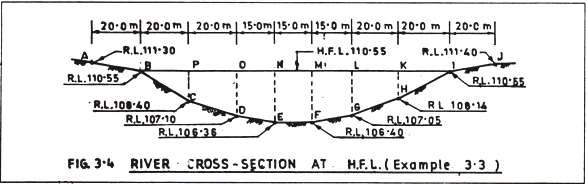 20·0m 20·0m 20·0m 15·0m 15·0m 15·0m 20·0m 20·0m 20·0m
A R.L.111·30 H.F.L.110·55 R.L.111·40 J
R.L.110·55 B P O N M L K I R.L.110·55
C H
R.L.108·40 R.L.108·14
D G
R.L.107·10 E F R.L.107·05
R.L.106·36 R.L.106·40
FIG. 3·4 RIVER CROSS-SECTION AT H.F.L.(Example 3·3)